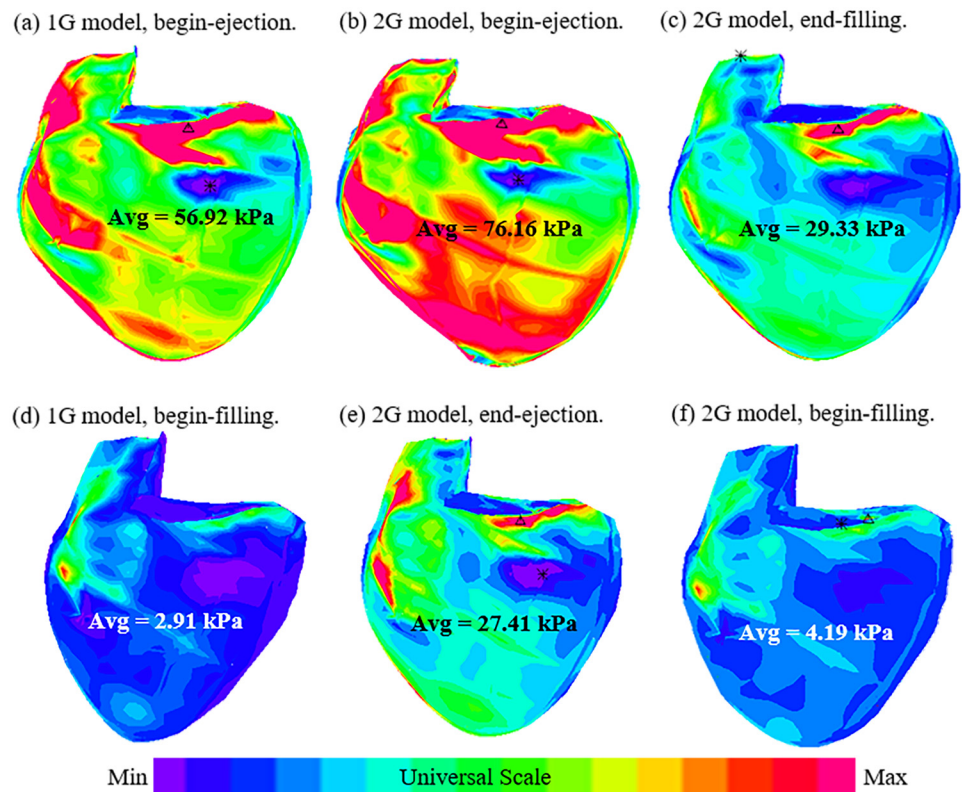 (a) 1G model, begin-ejection.
(b) 2G model, begin-ejection.
(c) 2G model, end-filling.
Avg = 56.92 kPa
Avg = 76.16 kPa
Avg = 29.33 kPa
(d) 1G model, begin-filling.
(e) 2G model, end-ejection.
(f) 2G model, begin-filling.
Avg = 2.91 kPa
Avg = 27.41 kPa
Avg = 4.19 kPa
Min
Universal Scale
Max